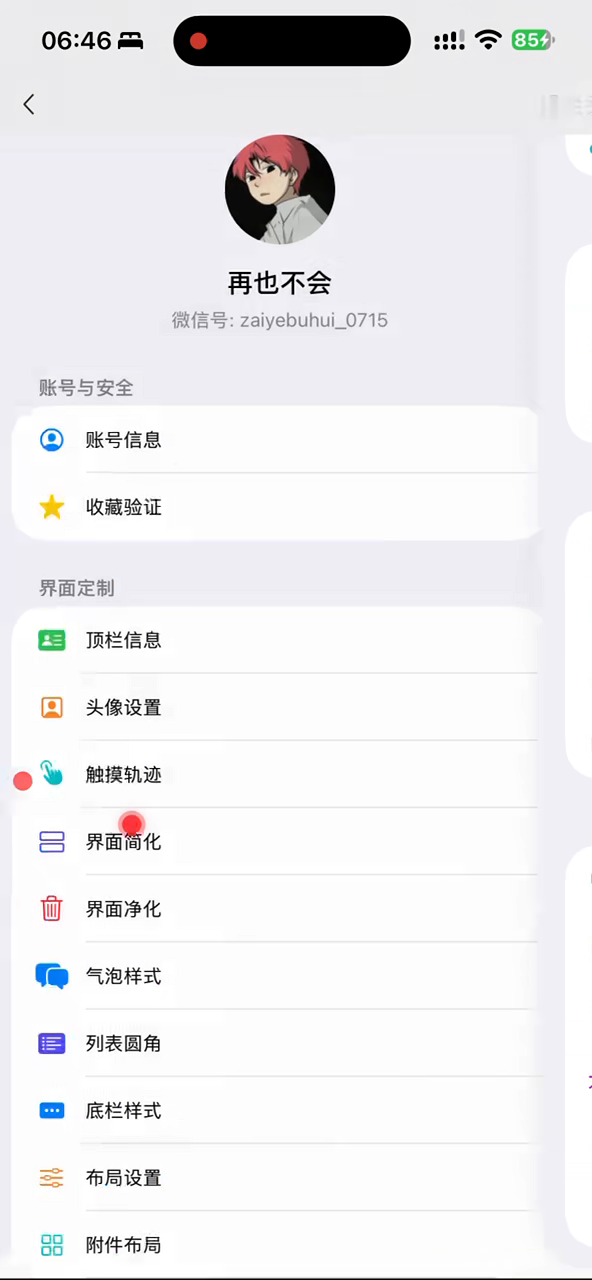 06:46
85
再也不会
微信号: zaiyebuhui_0715
账号与安全
账号信息
收藏验证
界面定制
顶栏信息
头像设置
触摸轨迹
界面简化
界面净化
气泡样式
列表圆角
底栏样式
布局设置
附件布局